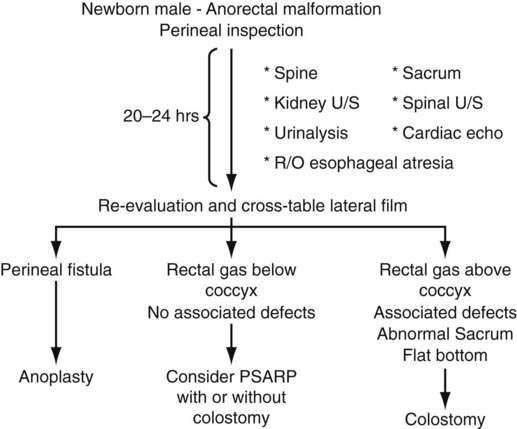 Newborn male - Anorectal malformation
Perineal inspection
* Spine
* Sacrum
* Kidney U/S
* Spinal U/S
20–24 hrs
* Urinalysis
* Cardiac echo
* R/O esophageal atresia
Re-evaluation and cross-table lateral film
Perineal fistula
Anoplasty
Rectal gas below
coccyx
No associated defects
Consider PSARP
with or without
colostomy
Rectal gas above
coccyx
Associated defects
Abnormal Sacrum
Flat bottom
Colostomy